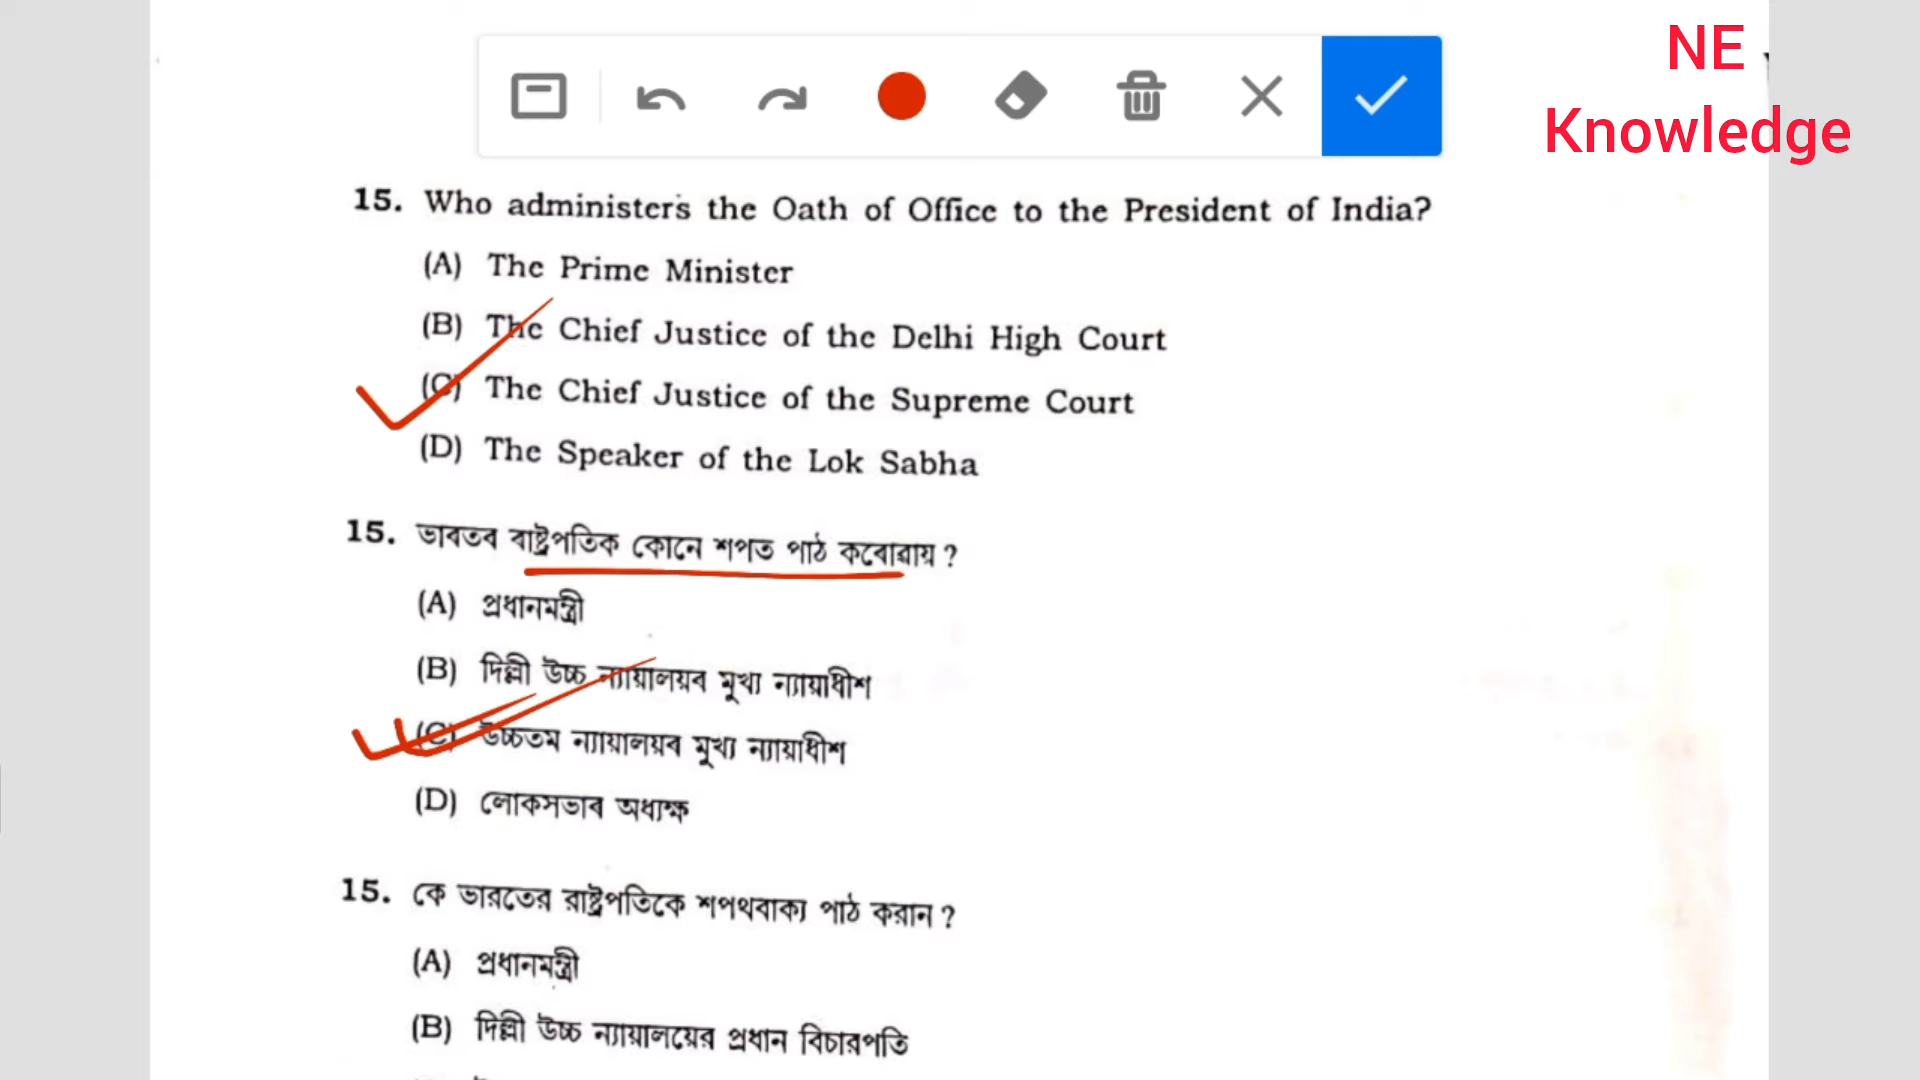 NE
Knowledge
15. Who administers the Oath of Office to the President of India?
(A) The Prime Minister
(B) The Chief Justice of the Delhi High Court
(C) The Chief Justice of the Supreme Court
(D) The Speaker of the Lok Sabha
15. ভাৰতৰ ৰাষ্ট্ৰপতিক কোনে শপত পাঠ কৰোৱায় ?
(A) প্ৰধানমন্ত্ৰী
(B) দিল্লী উচ্চ ন্যায়ালয়ৰ মুখ্য ন্যায়াধীশ
(C) উচ্চতম ন্যায়ালয়ৰ মুখ্য ন্যায়াধীশ
(D) লোকসভাৰ অধ্যক্ষ
15. কে ভারতের রাষ্ট্রপতিকে শপথবাক্য পাঠ করান ?
(A) প্রধানমন্ত্রী
(B) দিল্লী উচ্চ ন্যায়ালয়ের প্রধান বিচারপতি